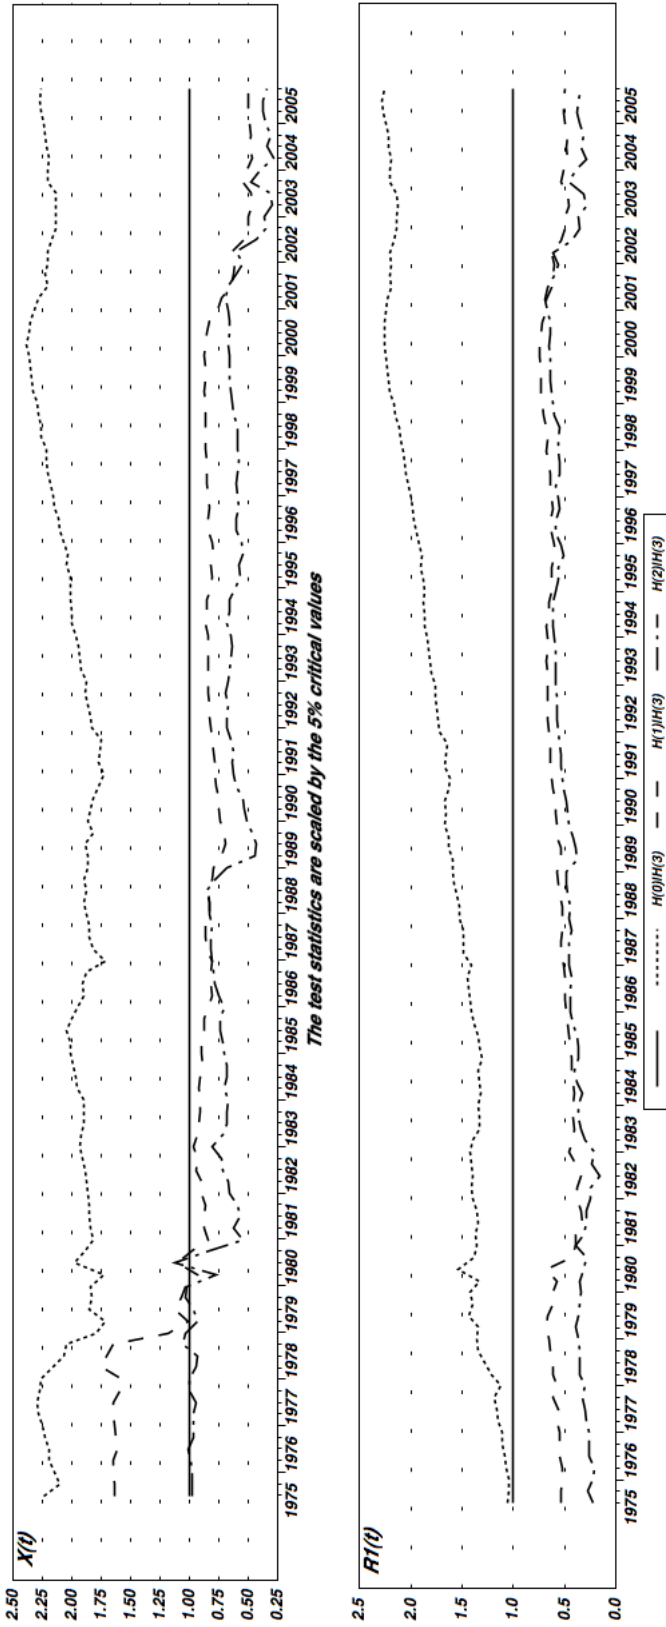 X(t)
2.50
2.25
2.00
1.75
1.50
1.25
1.00
0.75
0.50
0.25
1975 1976 1977 1978 1979 1980 1981 1982 1983 1984 1985 1986 1987 1988 1989 1990 1991 1992 1993 1994 1995 1996 1997 1998 1999 2000 2001 2002 2003 2004 2005
The test statistics are scaled by the 5% critical values
R1(t)
2.5
2.0
1.5
1.0
0.5
0.0
1975 1976 1977 1978 1979 1980 1981 1982 1983 1984 1985 1986 1987 1988 1989 1990 1991 1992 1993 1994 1995 1996 1997 1998 1999 2000 2001 2002 2003 2004 2005
H(0)|H(3) H(1)|H(3) H(2)|H(3)